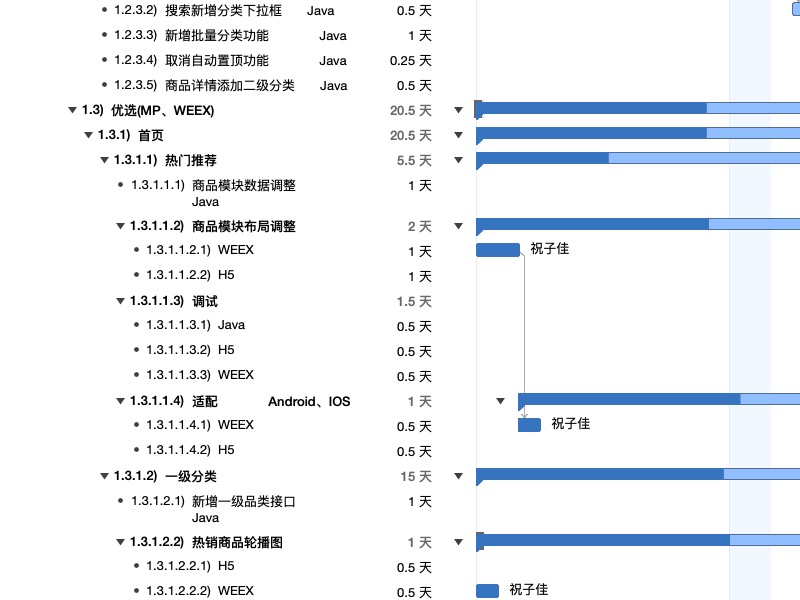 1.2.3.2) 搜索新增分类下拉框 Java 0.5 天
1.2.3.3) 新增批量分类功能 Java 1 天
1.2.3.4) 取消自动置顶功能 Java 0.25 天
1.2.3.5) 商品详情添加二级分类 Java 0.5 天
1.3) 优选(MP、WEEX) 20.5 天
1.3.1) 首页 20.5 天
1.3.1.1) 热门推荐 5.5 天
1.3.1.1.1) 商品模块数据调整 1 天
Java
1.3.1.1.2) 商品模块布局调整 2 天
1.3.1.1.2.1) WEEX 1 天 祝子佳
1.3.1.1.2.2) H5 1 天
1.3.1.1.3) 调试 1.5 天
1.3.1.1.3.1) Java 0.5 天
1.3.1.1.3.2) H5 0.5 天
1.3.1.1.3.3) WEEX 0.5 天
1.3.1.1.4) 适配 Android、IOS 1 天
1.3.1.1.4.1) WEEX 0.5 天 祝子佳
1.3.1.1.4.2) H5 0.5 天
1.3.1.2) 一级分类 15 天
1.3.1.2.1) 新增一级品类接口 1 天
Java
1.3.1.2.2) 热销商品轮播图 1 天
1.3.1.2.2.1) H5 0.5 天
1.3.1.2.2.2) WEEX 0.5 天 祝子佳